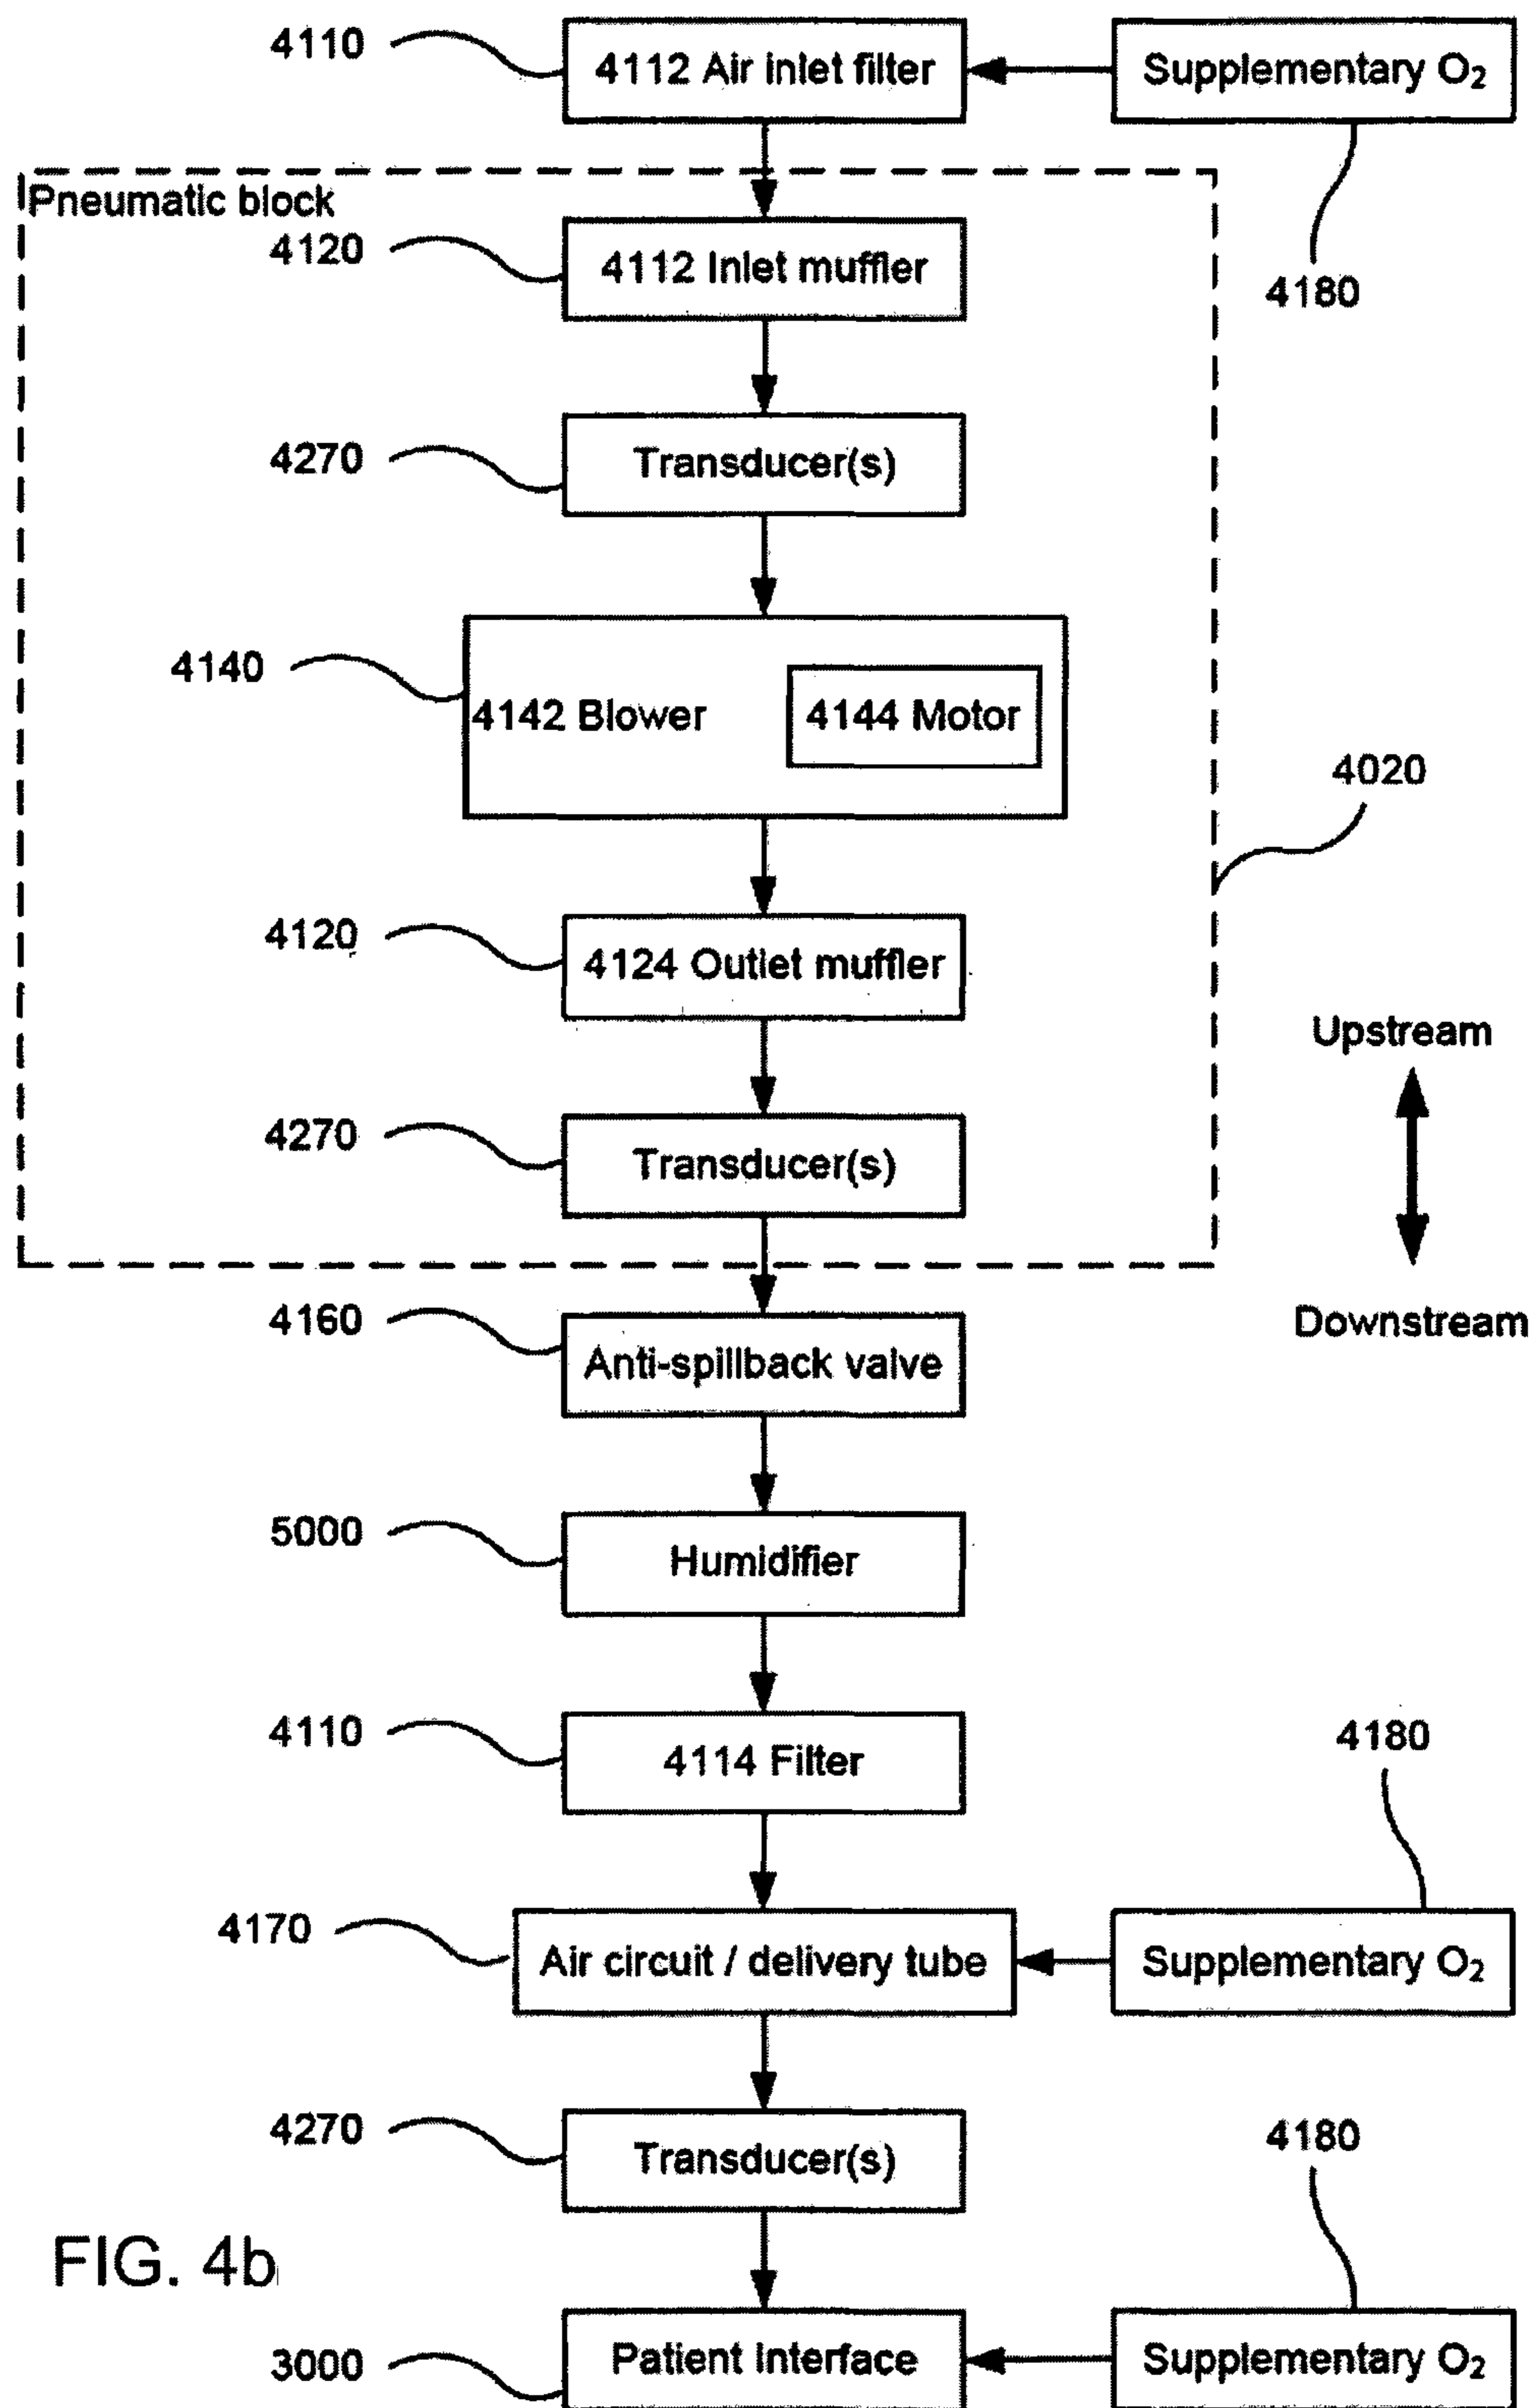 4110
4112 Air inlet filter
Supplementary O₂
Pneumatic block
4120
4112 Inlet muffler
4180
4270
Transducer(s)
4140
4142 Blower
4144 Motor
4020
4120
4124 Outlet muffler
Upstream
4270
Transducer(s)
4160
Anti-spillback valve
Downstream
5000
Humidifier
4110
4114 Filter
4180
4170
Air circuit / delivery tube
Supplementary O₂
4270
Transducer(s)
4180
FIG. 4b
3000
Patient Interface
Supplementary O₂